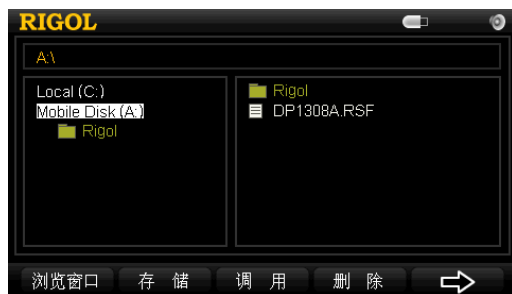 RIGOL
A:\
Local (C:)
Mobile Disk (A:)
Rigol
Rigol
DP1308A.RSF
浏览窗口 存 储 调 用 删 除